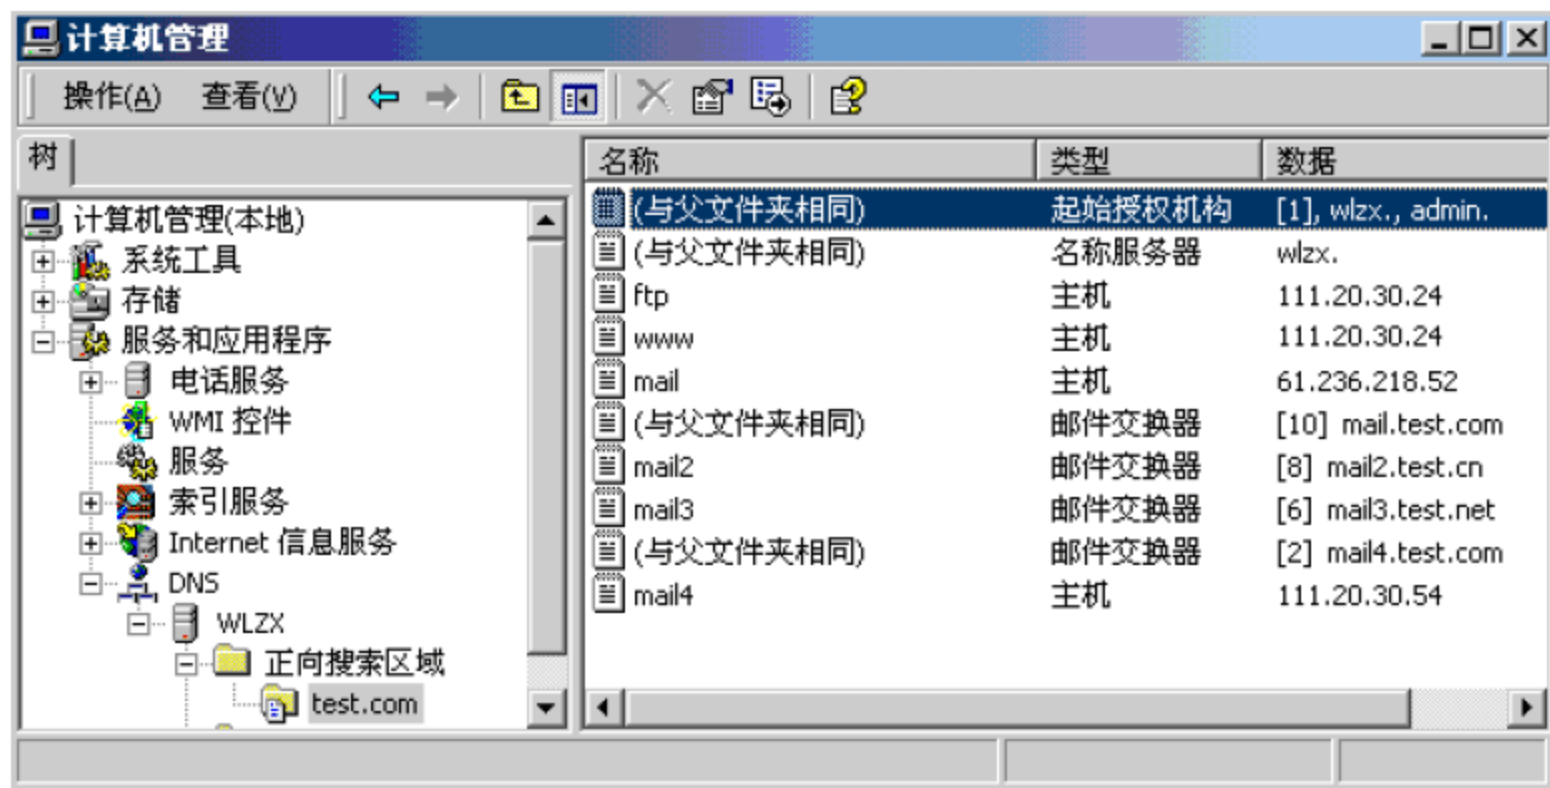 计算机管理
操作(A) 查看(V)
树
名称 类型 数据
计算机管理(本地)
系统工具
存储
服务和应用程序
电话服务
WMI 控件
服务
索引服务
Internet 信息服务
DNS
WLZX
正向搜索区域
test.com
(与父文件夹相同) 起始授权机构 [1], wlzx., admin.
(与父文件夹相同) 名称服务器 wlzx.
ftp 主机 111.20.30.24
www 主机 111.20.30.24
mail 主机 61.236.218.52
(与父文件夹相同) 邮件交换器 [10] mail.test.com
mail2 邮件交换器 [8] mail2.test.cn
mail3 邮件交换器 [6] mail3.test.net
(与父文件夹相同) 邮件交换器 [2] mail4.test.com
mail4 主机 111.20.30.54